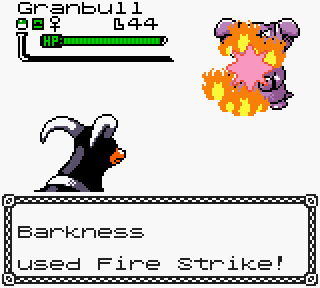 Granbull
♀ L44
HP:
Barkness
used Fire Strike!